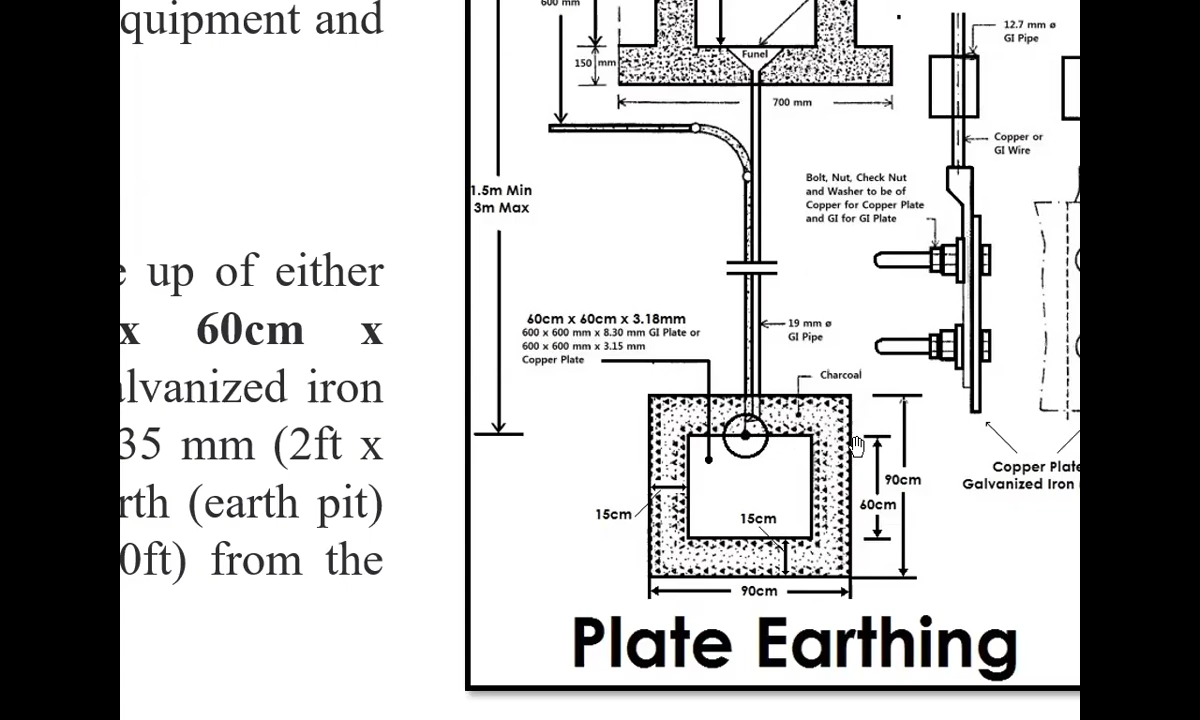 quipment and
up of either
x 60cm x
alvanized iron
35 mm (2ft x
rth (earth pit)
0ft) from the
600 mm
150 mm
Funel
700 mm
1.5m Min
3m Max
60cm x 60cm x 3.18mm
600 x 600 mm x 8.30 mm GI Plate or
600 x 600 mm x 3.15 mm
Copper Plate
19 mm ø
GI Pipe
Charcoal
15cm
15cm
90cm
60cm
90cm
12.7 mm ø
GI Pipe
Copper or
GI Wire
Bolt, Nut, Check Nut
and Washer to be of
Copper for Copper Plate
and GI for GI Plate
Copper Plate
Galvanized Iron
Plate Earthing